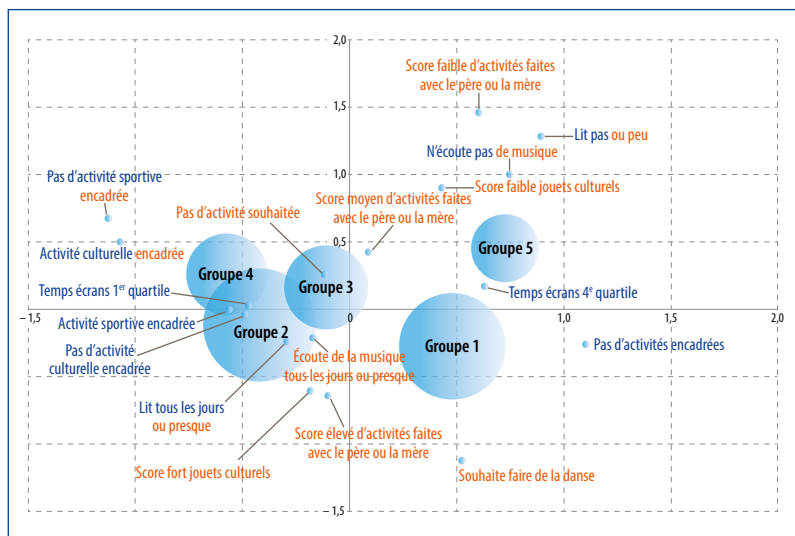 2,0
Score faible d'activités faites
avec le père ou la mère
1,5
Lit pas ou peu
N'écoute pas de musique
1,0
Pas d'activité sportive
encadrée
Score faible jouets culturels
Score moyen d'activités faites
avec le père ou la mère
Pas d'activité souhaitée
0,5
Activité culturelle encadrée
Groupe 5
Groupe 4
Groupe 3
Temps écrans 1er quartile
Temps écrans 4e quartile
– 1,5
– 1,0
– 0,5
0
0,5
1,0
1,5
2,0
Activité sportive encadrée
Groupe 2
Groupe 1
Pas d'activités encadrées
Pas d'activité
culturelle encadrée
Écoute de la musique
tous les jours ou presque
Lit tous les jours
ou presque
Score élevé d'activités faites
avec le père ou la mère
Score fort jouets culturels
Souhaite faire de la danse
– 1,5